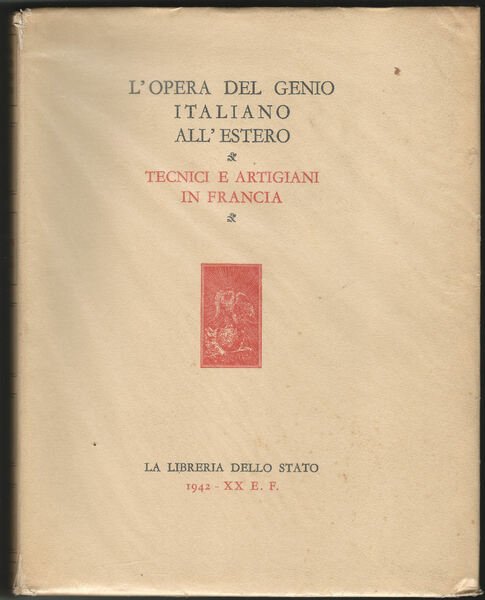 L'OPERA DEL GENIO
ITALIANO
ALL'ESTERO
TECNICI E ARTIGIANI
IN FRANCIA
LA LIBRERIA DELLO STATO
1942 - XX E. F.